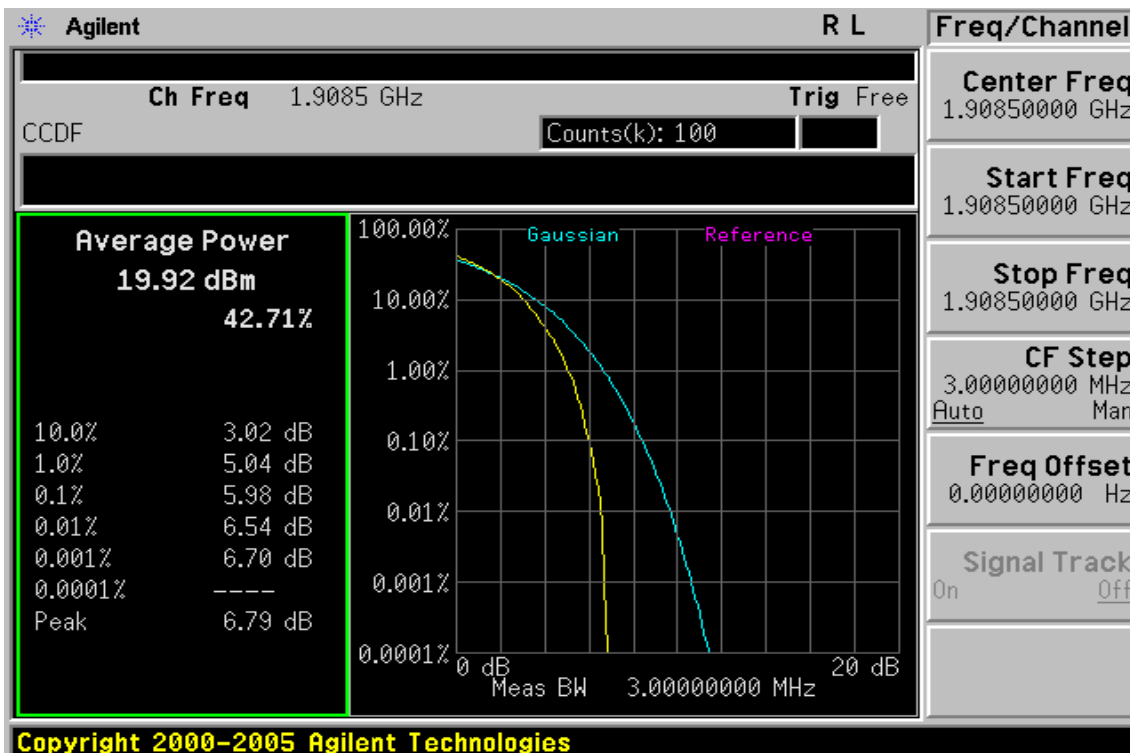 Agilent
R L
Freq/Channel
Ch Freq 1.9085 GHz
Trig Free
CCDF
Counts(k): 100
Average Power
19.92 dBm
42.71%
10.0% 3.02 dB
1.0% 5.04 dB
0.1% 5.98 dB
0.01% 6.54 dB
0.001% 6.70 dB
0.0001% ----
Peak 6.79 dB
Gaussian
Reference
100.00%
10.00%
1.00%
0.10%
0.01%
0.001%
0.0001%
0 dB
20 dB
Meas BW 3.00000000 MHz
Center Freq
1.90850000 GHz
Start Freq
1.90850000 GHz
Stop Freq
1.90850000 GHz
CF Step
3.00000000 MHz
Auto Man
Freq Offset
0.00000000 Hz
Signal Track
On Off
Copyright 2000-2005 Agilent Technologies